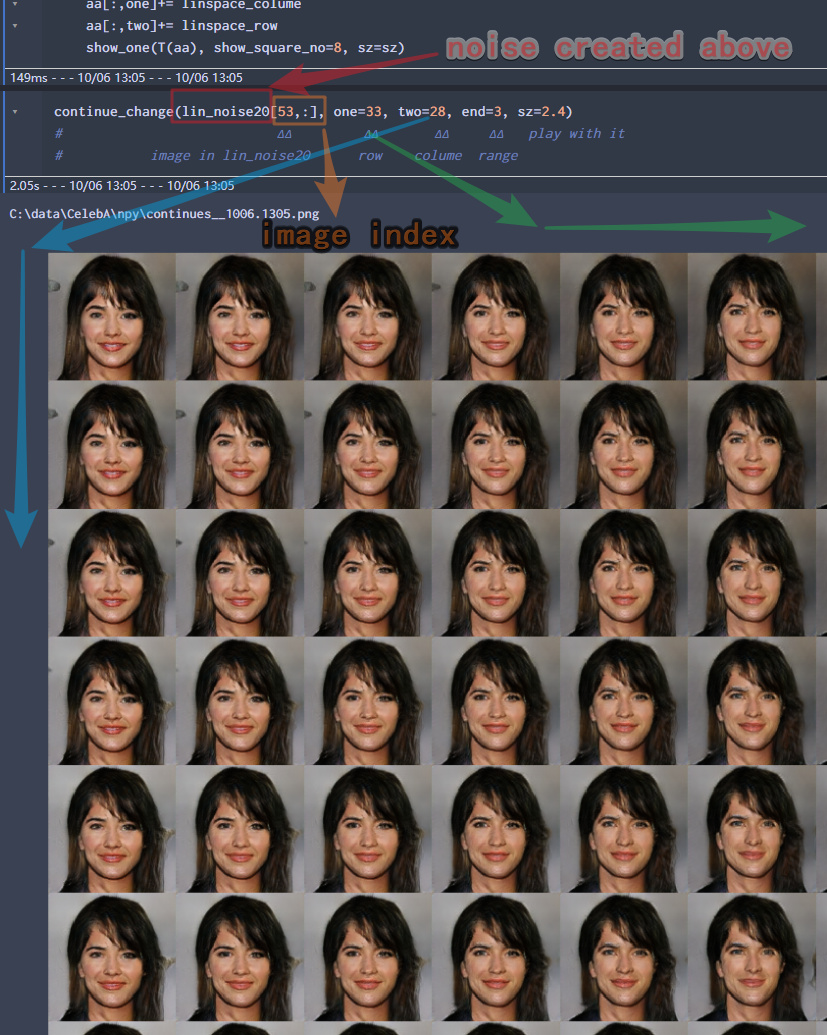 aa[:,one]+= linspace_colume
aa[:,two]+= linspace_row
show_one(T(aa), show_square_no=8, sz=sz)
noise created above
149ms - - - 10/06 13:05 - - - 10/06 13:05
continue_change(lin_noise20[53,:], one=33, two=28, end=3, sz=2.4)
# ΔΔ ΔΔ ΔΔ ΔΔ play with it
# image in lin_noise20 row colume range
2.05s - - - 10/06 13:05 - - - 10/06 13:05
C:\data\CelebA\npy\continues__1006.1305.png
image index